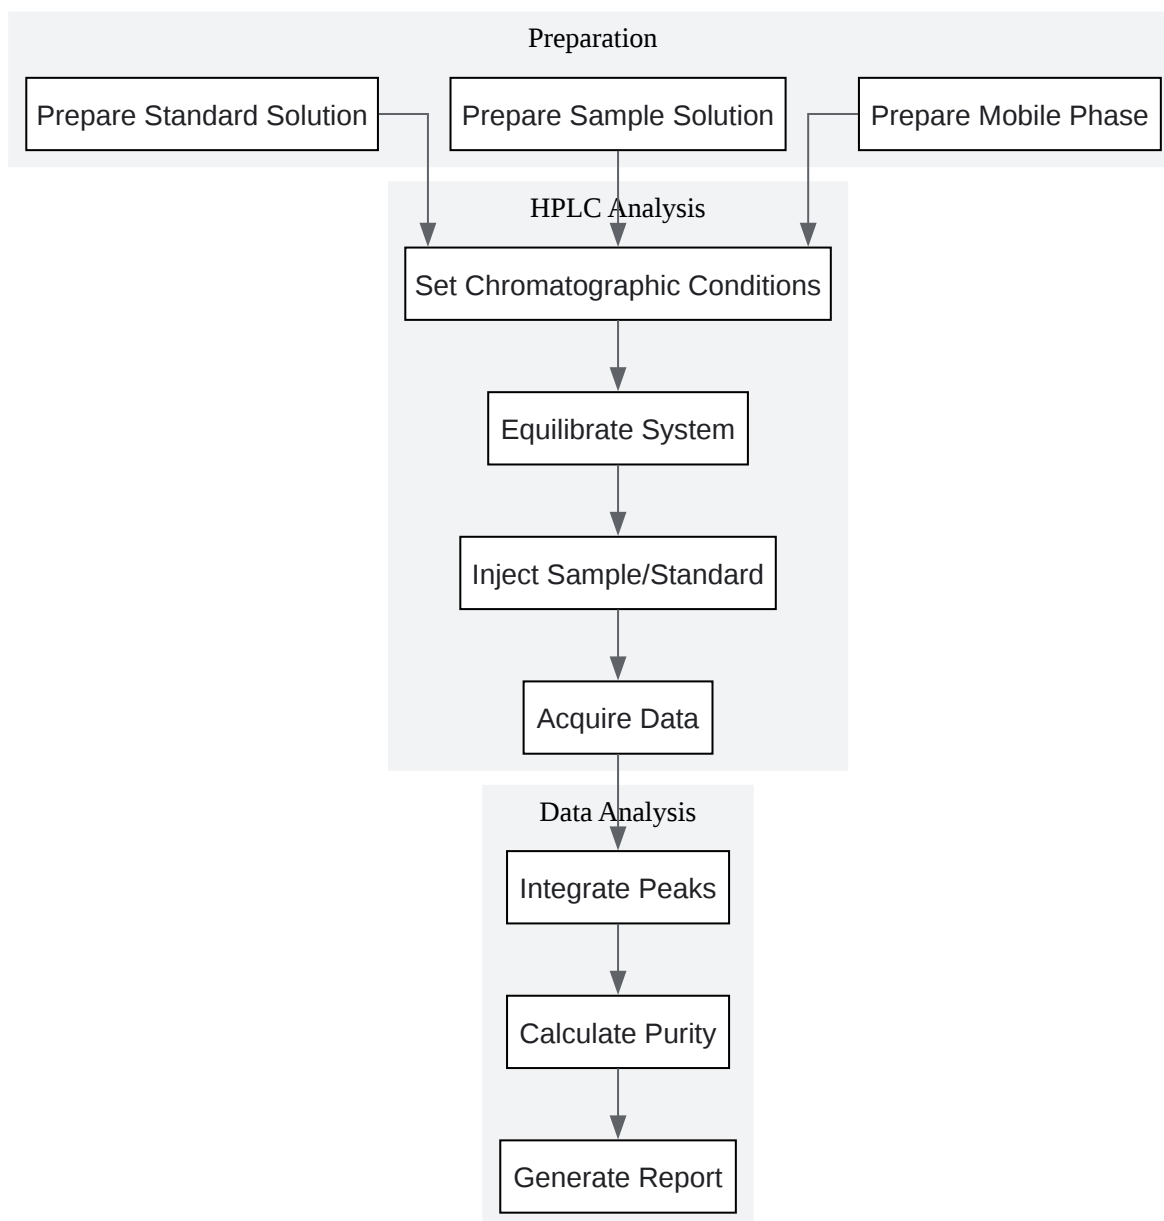 Preparation
Prepare Standard Solution
Prepare Sample Solution
Prepare Mobile Phase
HPLC Analysis
Set Chromatographic Conditions
Equilibrate System
Inject Sample/Standard
Acquire Data
Data Analysis
Integrate Peaks
Calculate Purity
Generate Report